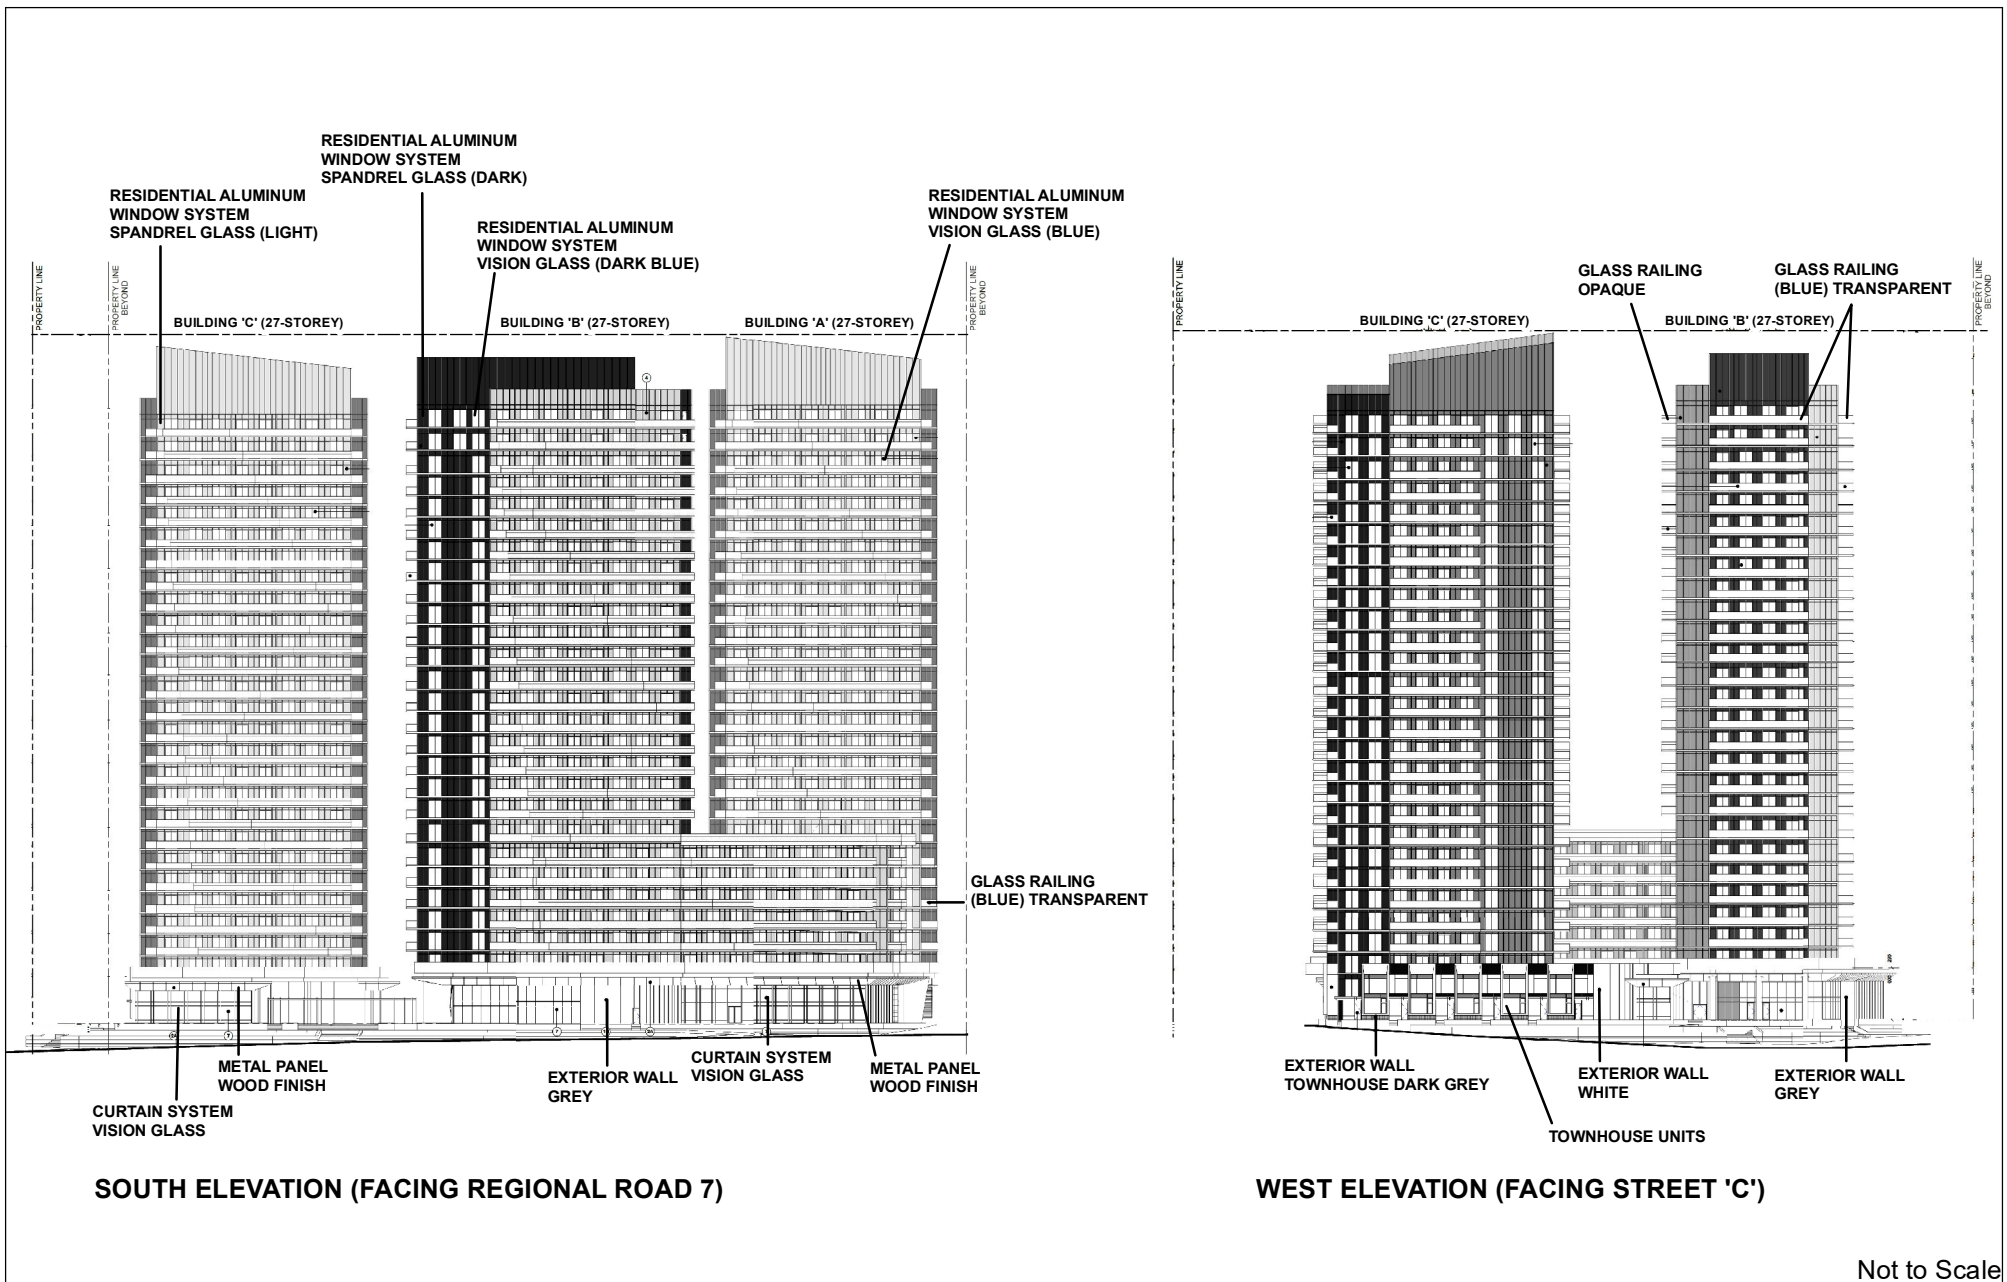 RESIDENTIAL ALUMINUM
WINDOW SYSTEM
SPANDREL GLASS (DARK)
RESIDENTIAL ALUMINUM
WINDOW SYSTEM
SPANDREL GLASS (LIGHT)
RESIDENTIAL ALUMINUM
WINDOW SYSTEM
VISION GLASS (DARK BLUE)
RESIDENTIAL ALUMINUM
WINDOW SYSTEM
VISION GLASS (BLUE)
PROPERTY LINE
PROPERTY LINE
BEYOND
BUILDING 'C' (27-STOREY)
BUILDING 'B' (27-STOREY)
BUILDING 'A' (27-STOREY)
PROPERTY LINE
BEYOND
4
GLASS RAILING
(BLUE) TRANSPARENT
METAL PANEL
WOOD FINISH
CURTAIN SYSTEM
VISION GLASS
EXTERIOR WALL
GREY
CURTAIN SYSTEM
VISION GLASS
METAL PANEL
WOOD FINISH
SOUTH ELEVATION (FACING REGIONAL ROAD 7)
PROPERTY LINE
GLASS RAILING
OPAQUE
GLASS RAILING
(BLUE) TRANSPARENT
PROPERTY LINE
BEYOND
BUILDING 'C' (27-STOREY)
BUILDING 'B' (27-STOREY)
EXTERIOR WALL
TOWNHOUSE DARK GREY
EXTERIOR WALL
WHITE
EXTERIOR WALL
GREY
TOWNHOUSE UNITS
WEST ELEVATION (FACING STREET 'C')
Not to Scale